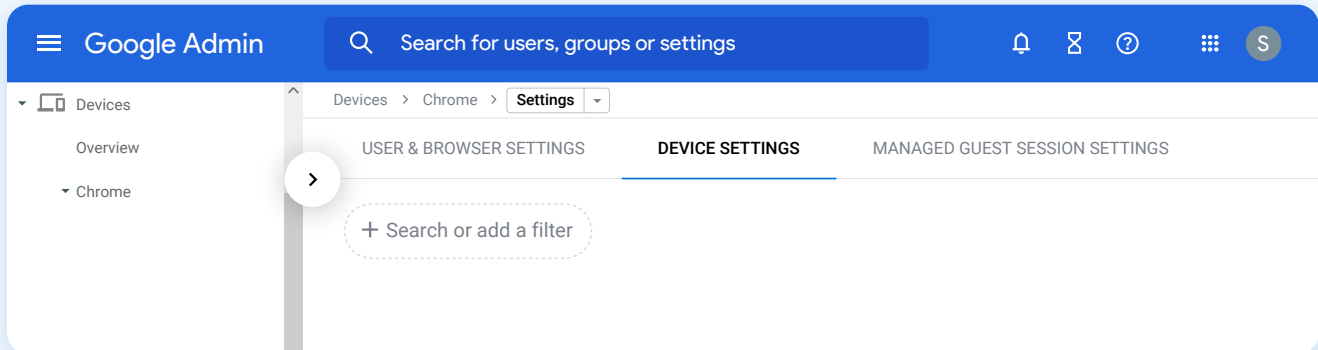 Google Admin
Search for users, groups or settings
S
Devices
Overview
Chrome
Devices > Chrome > Settings
USER & BROWSER SETTINGS
DEVICE SETTINGS
MANAGED GUEST SESSION SETTINGS
+ Search or add a filter